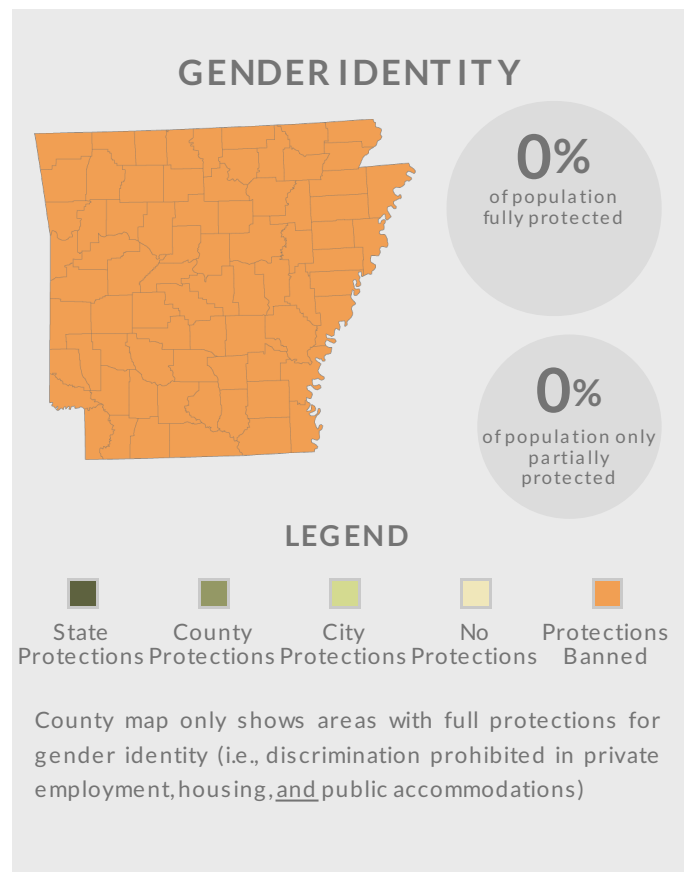 GENDER IDENTITY
0%
of population
fully protected
0%
of population only
partially
protected
LEGEND
State
Protections
County
Protections
City
Protections
No
Protections
Protections
Banned
County map only shows areas with full protections for
gender identity (i.e., discrimination prohibited in private
employment, housing, and public accommodations)